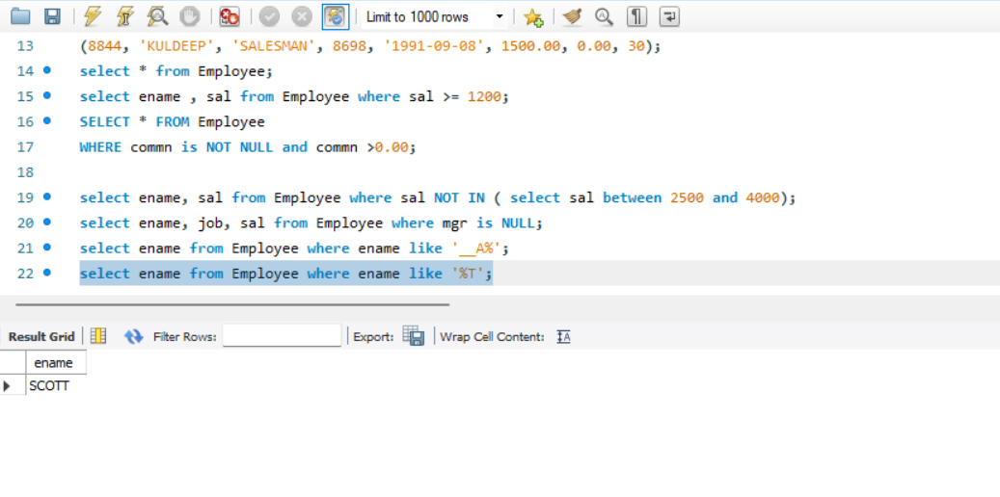 Limit to 1000 rows
13 (8844, 'KULDEEP', 'SALESMAN', 8698, '1991-09-08', 1500.00, 0.00, 30);
14 select * from Employee;
15 select ename , sal from Employee where sal >= 1200;
16 SELECT * FROM Employee
17 WHERE commn is NOT NULL and commn >0.00;
18
19 select ename, sal from Employee where sal NOT IN ( select sal between 2500 and 4000);
20 select ename, job, sal from Employee where mgr is NULL;
21 select ename from Employee where ename like '__A%';
22 select ename from Employee where ename like '%T';
Result Grid Filter Rows: Export: Wrap Cell Content: IA
ename
SCOTT